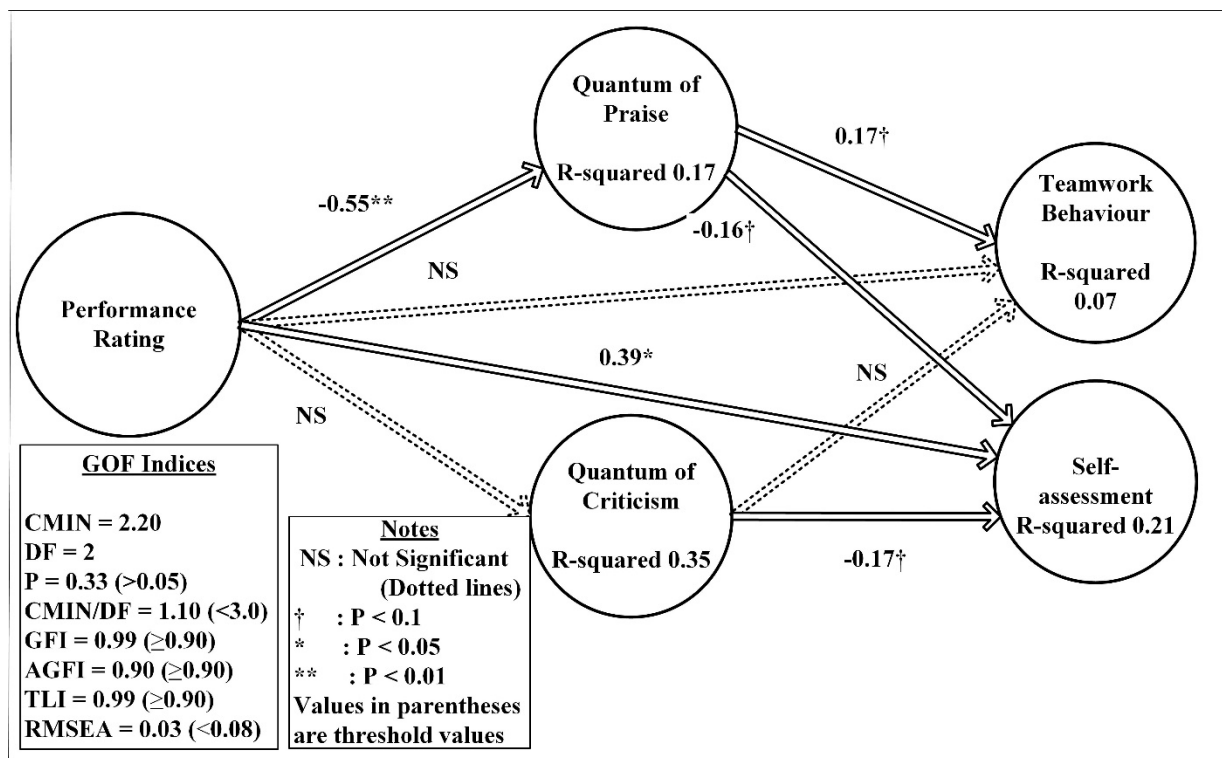 Quantum of
Praise
R-squared 0.17
0.17†
Teamwork
Behaviour
R-squared
0.07
-0.55**
-0.16†
NS
Performance
Rating
0.39*
NS
NS
Quantum of
Criticism
R-squared 0.35
Self-
assessment
R-squared 0.21
-0.17†
GOF Indices
CMIN = 2.20
DF = 2
P = 0.33 (>0.05)
CMIN/DF = 1.10 (<3.0)
GFI = 0.99 (≥0.90)
AGFI = 0.90 (≥0.90)
TLI = 0.99 (≥0.90)
RMSEA = 0.03 (<0.08)
Notes
NS : Not Significant
(Dotted lines)
† : P < 0.1
* : P < 0.05
** : P < 0.01
Values in parentheses
are threshold values